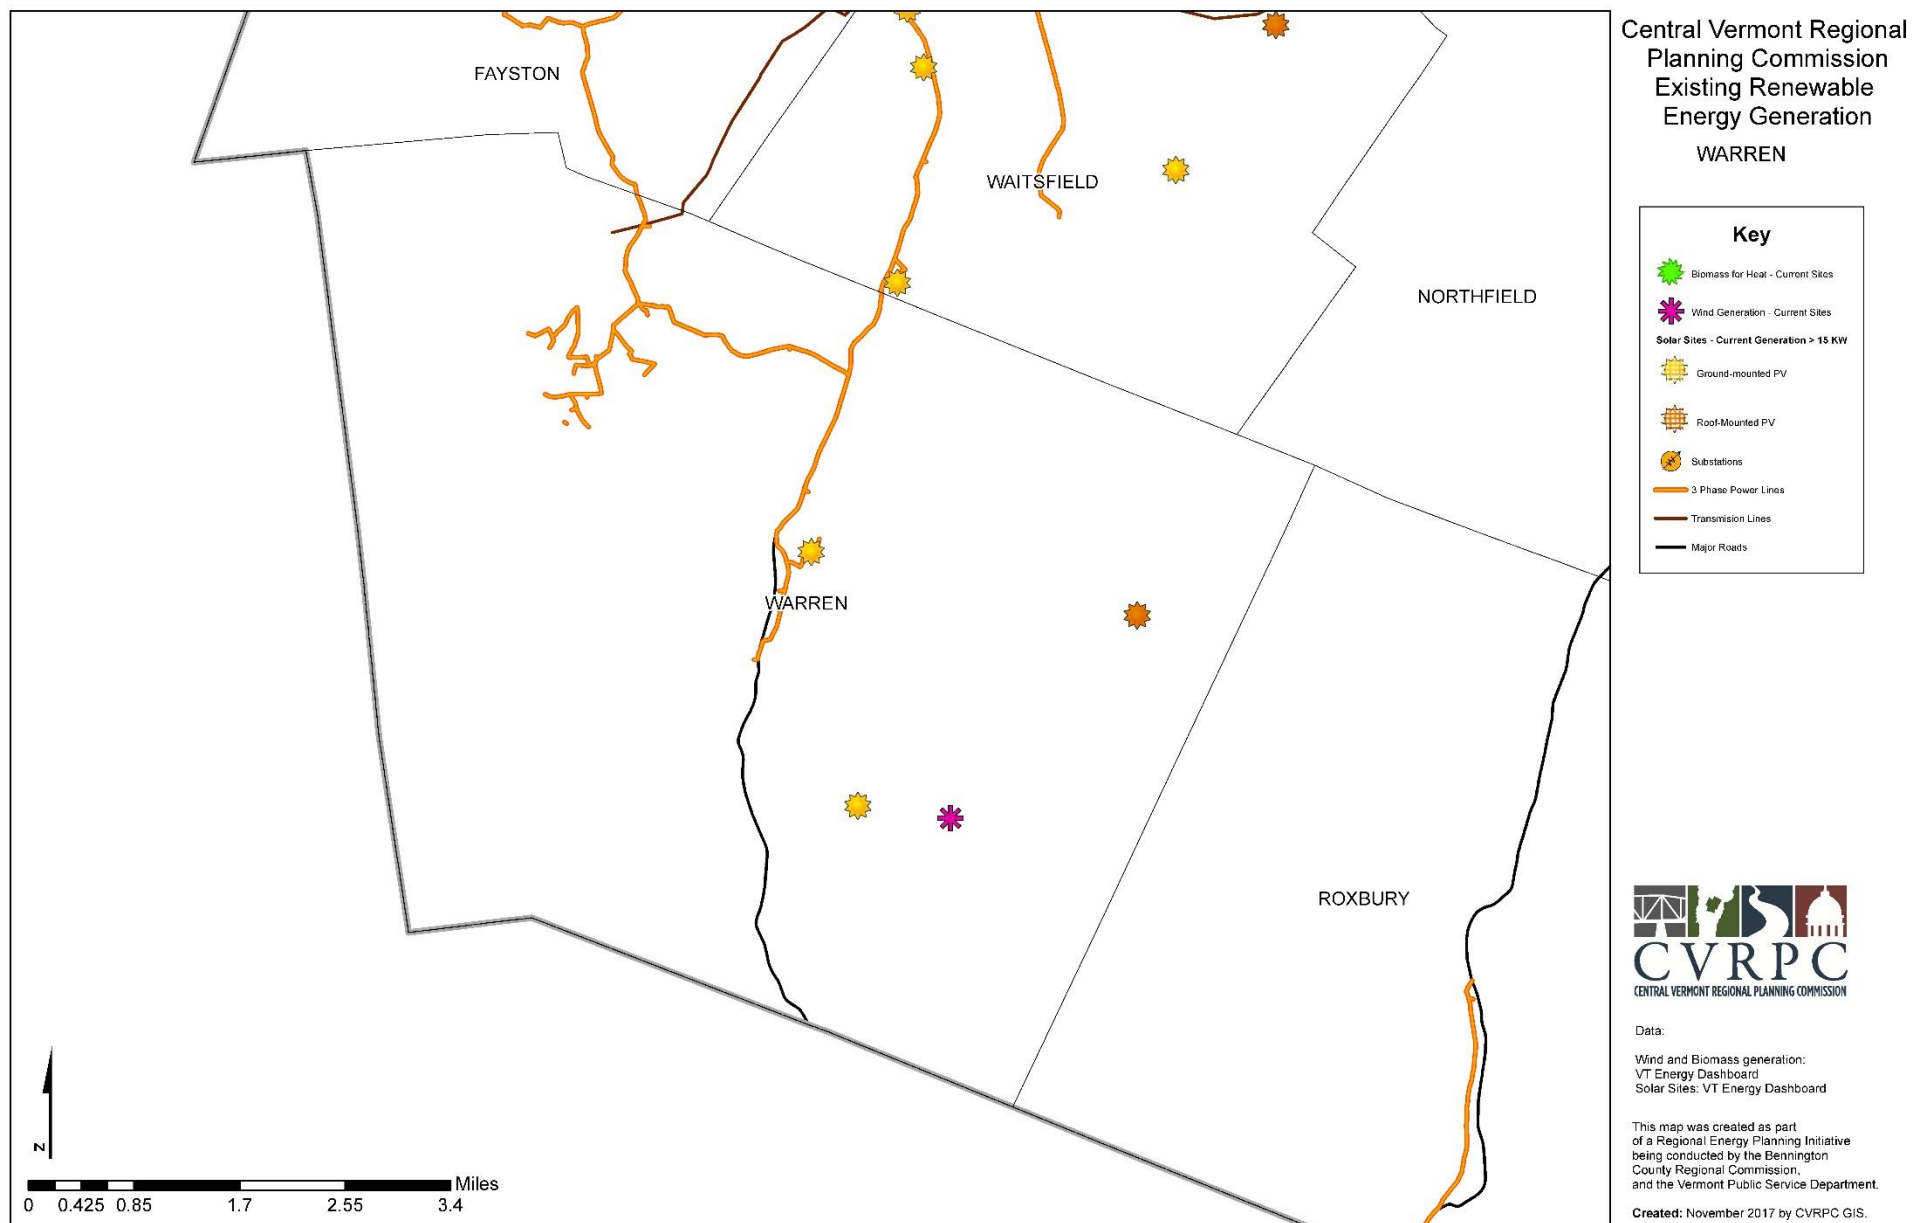 Central Vermont Regional
Planning Commission
Existing Renewable
Energy Generation
WARREN
FAYSTON
WAITSFIELD
NORTHFIELD
WARREN
ROXBURY
Key
Biomass for Heat - Current Sites
Wind Generation - Current Sites
Solar Sites - Current Generation > 15 KW
Ground-mounted PV
Roof-Mounted PV
Substations
3 Phase Power Lines
Transmision Lines
Major Roads
CVRPC
CENTRAL VERMONT REGIONAL PLANNING COMMISSION
Data:
Wind and Biomass generation:
VT Energy Dashboard
Solar Sites: VT Energy Dashboard
This map was created as part
of a Regional Energy Planning Initiative
being conducted by the Bennington
County Regional Commission,
and the Vermont Public Service Department.
Created: November 2017 by CVRPC GIS.
N
Miles
0 0.425 0.85 1.7 2.55 3.4